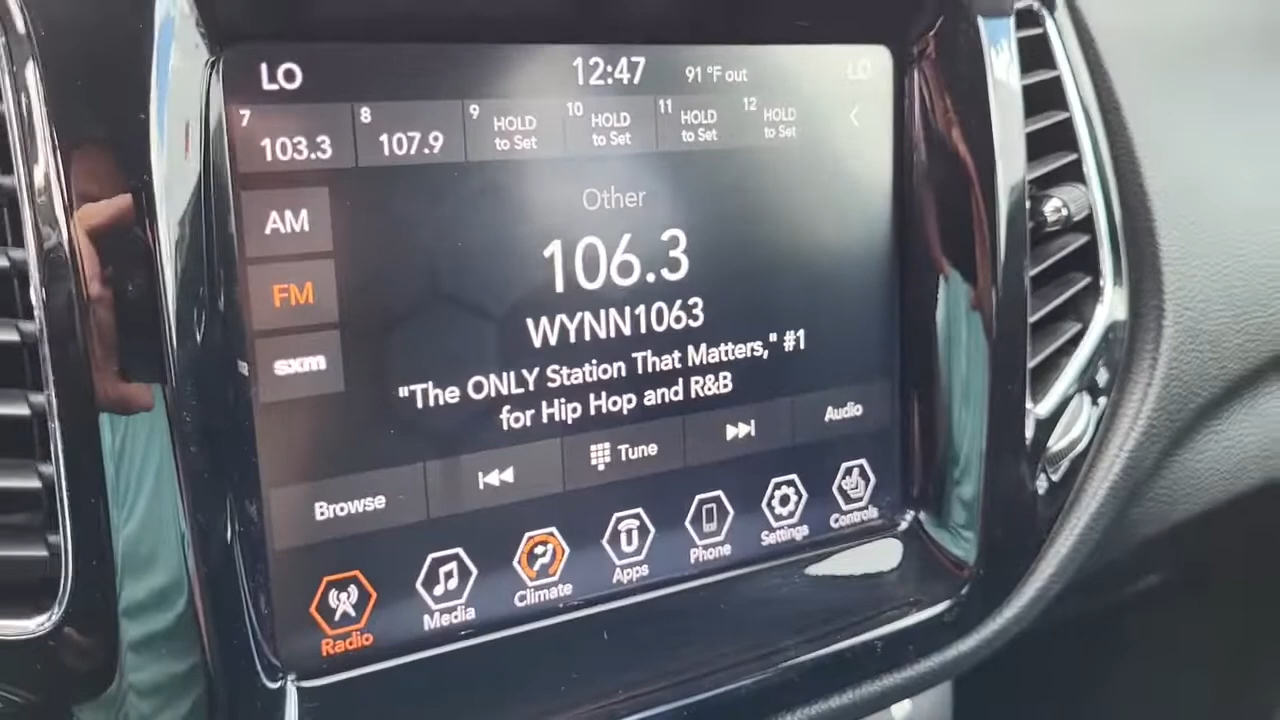 LO 12:47 91 °F out LO
7 103.3 8 107.9 9 HOLD to Set 10 HOLD to Set 11 HOLD to Set 12 HOLD to Set
Other
AM
106.3
FM
WYNN1063
sxm
"The ONLY Station That Matters," #1
for Hip Hop and R&B
Browse Tune Audio
Radio Media Climate Apps Phone Settings Controls